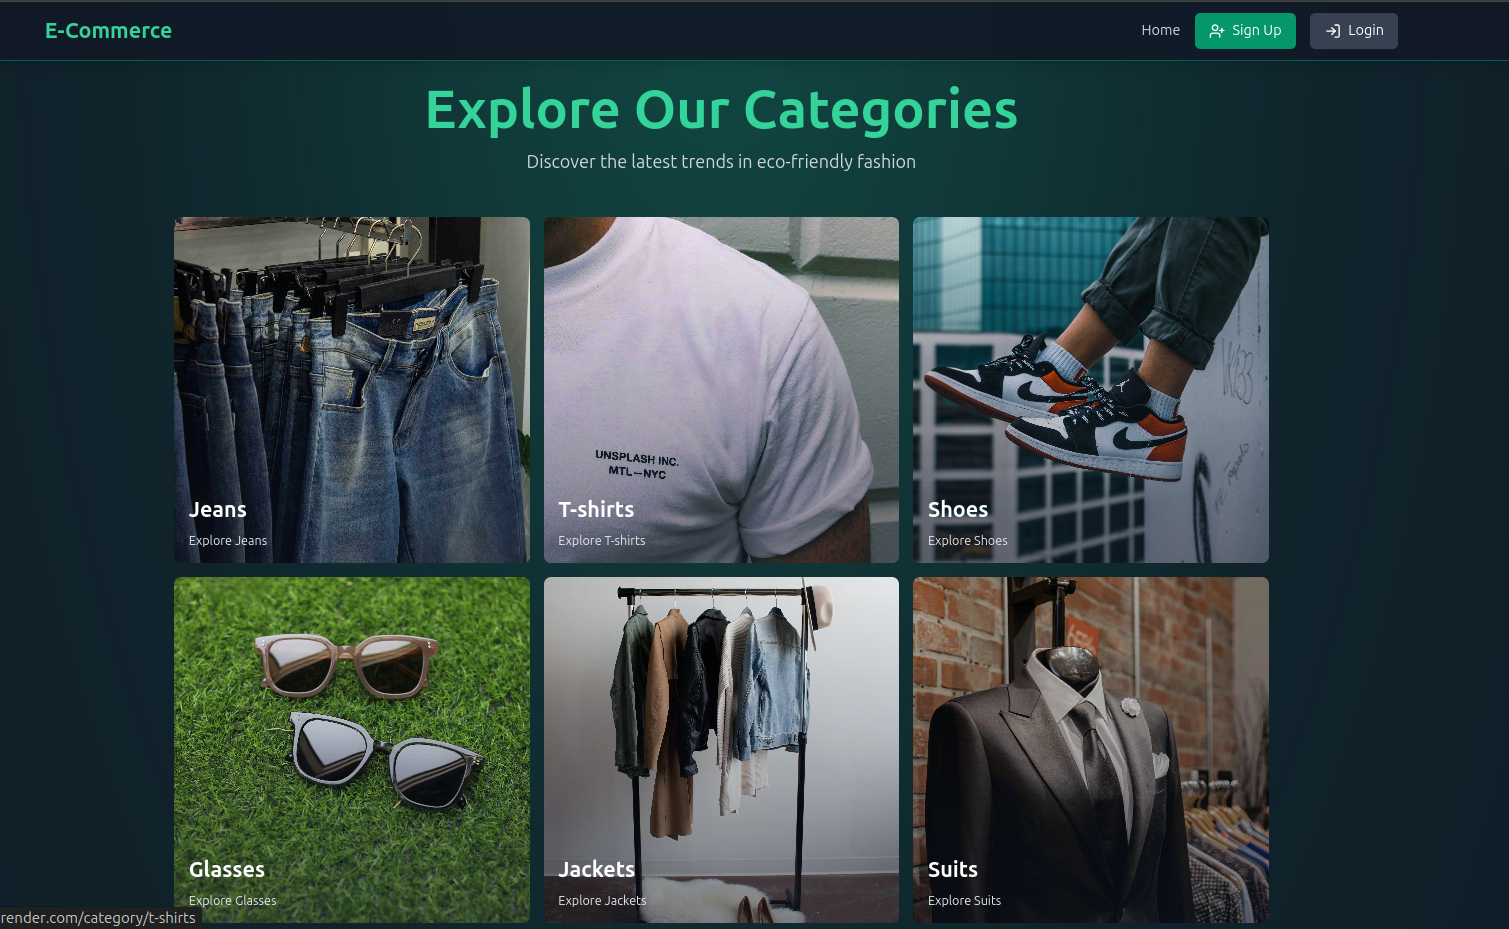 E-Commerce
Home
Sign Up
Login
Explore Our Categories
Discover the latest trends in eco-friendly fashion
UNSPLASH INC.
MTL—NYC
Jeans
Explore Jeans
T-shirts
Explore T-shirts
Shoes
Explore Shoes
Glasses
Explore Glasses
Jackets
Explore Jackets
Suits
Explore Suits
render.com/category/t-shirts